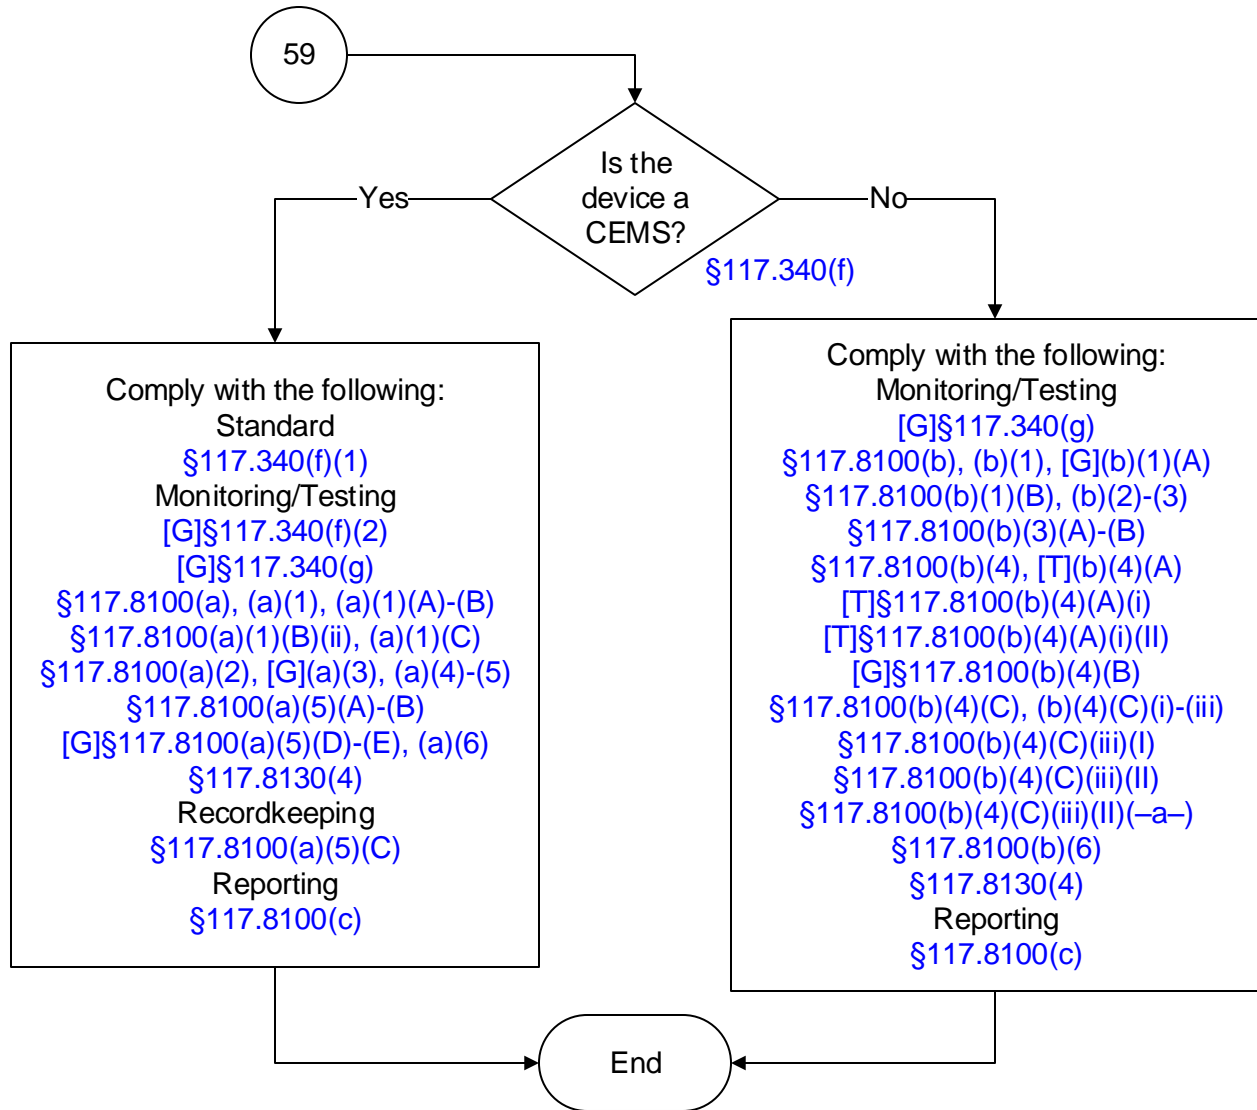 59
Is the
device a
CEMS?
Yes
No
§117.340(f)
Comply with the following:
Standard
§117.340(f)(1)
Monitoring/Testing
[G]§117.340(f)(2)
[G]§117.340(g)
§117.8100(a), (a)(1), (a)(1)(A)-(B)
§117.8100(a)(1)(B)(ii), (a)(1)(C)
§117.8100(a)(2), [G](a)(3), (a)(4)-(5)
§117.8100(a)(5)(A)-(B)
[G]§117.8100(a)(5)(D)-(E), (a)(6)
§117.8130(4)
Recordkeeping
§117.8100(a)(5)(C)
Reporting
§117.8100(c)
Comply with the following:
Monitoring/Testing
[G]§117.340(g)
§117.8100(b), (b)(1), [G](b)(1)(A)
§117.8100(b)(1)(B), (b)(2)-(3)
§117.8100(b)(3)(A)-(B)
§117.8100(b)(4), [T](b)(4)(A)
[T]§117.8100(b)(4)(A)(i)
[T]§117.8100(b)(4)(A)(i)(II)
[G]§117.8100(b)(4)(B)
§117.8100(b)(4)(C), (b)(4)(C)(i)-(iii)
§117.8100(b)(4)(C)(iii)(I)
§117.8100(b)(4)(C)(iii)(II)
§117.8100(b)(4)(C)(iii)(II)(–a–)
§117.8100(b)(6)
§117.8130(4)
Reporting
§117.8100(c)
End